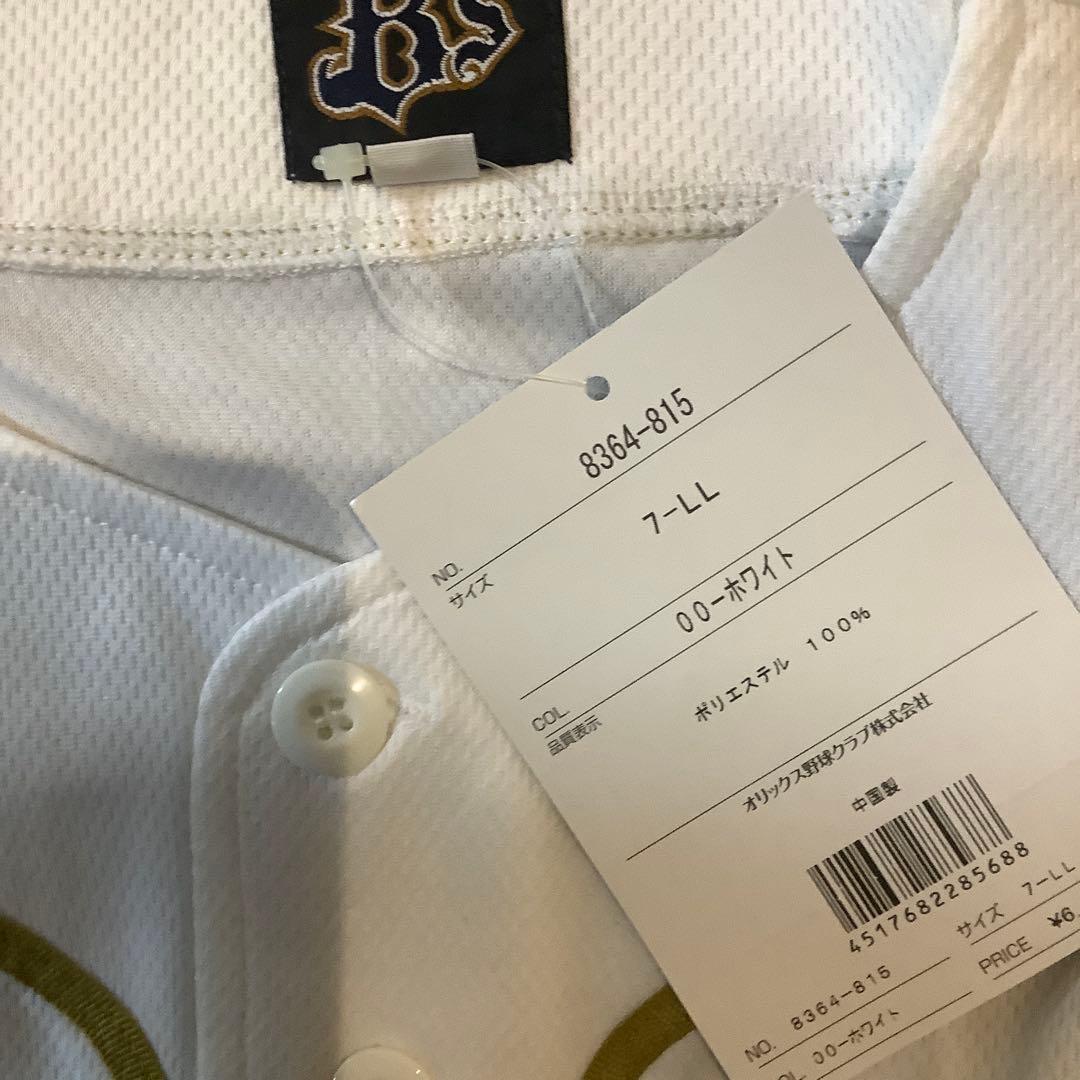 Bs
NO. 8364-815
サイズ 7-LL
COL. 00-ホワイト
品質表示 ポリエステル 100%
オリックス野球クラブ株式会社
中国製
4517682285688
NO. 8364-815 サイズ 7-LL
00-ホワイト PRICE ¥6,